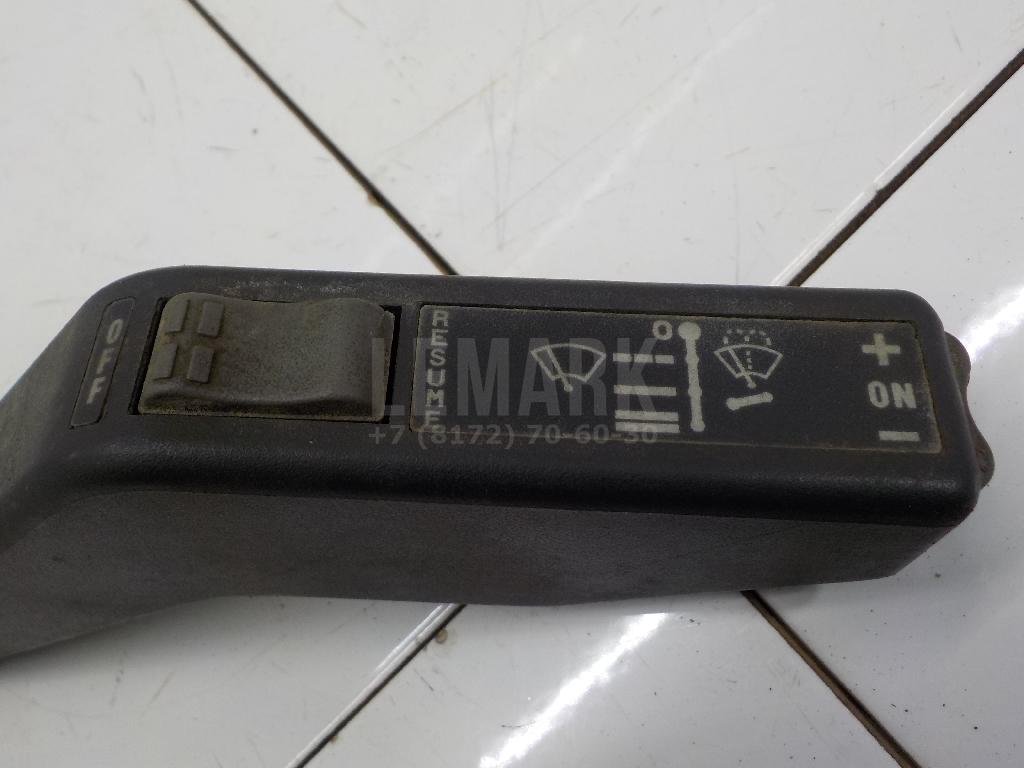 OFF
RESUME
O
+
ON
−
LEMARK
+7 (8172) 70-60-30